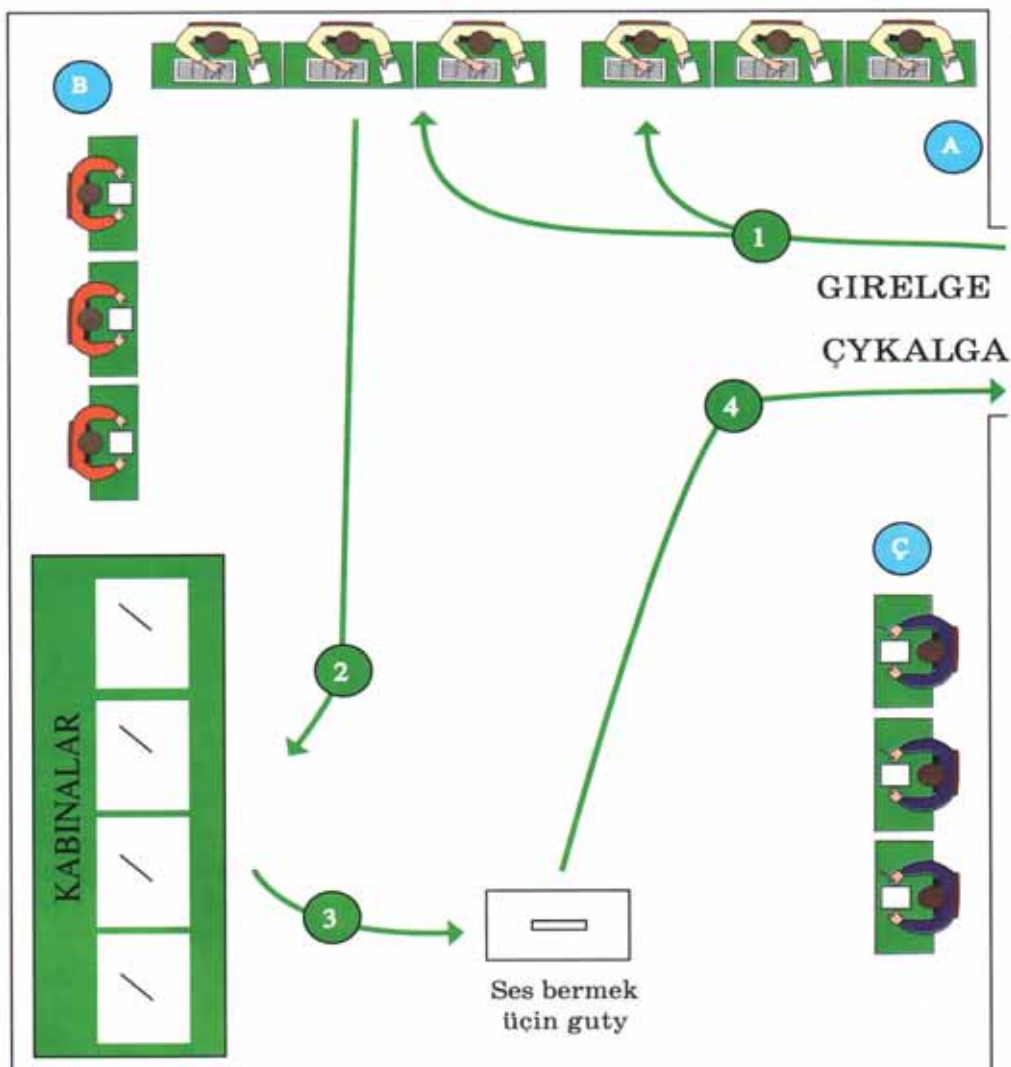 B
A
1
GIRELGE
ÇYKALGA
4
Ç
2
KABINALAR
3
Ses bermek
üçin guty